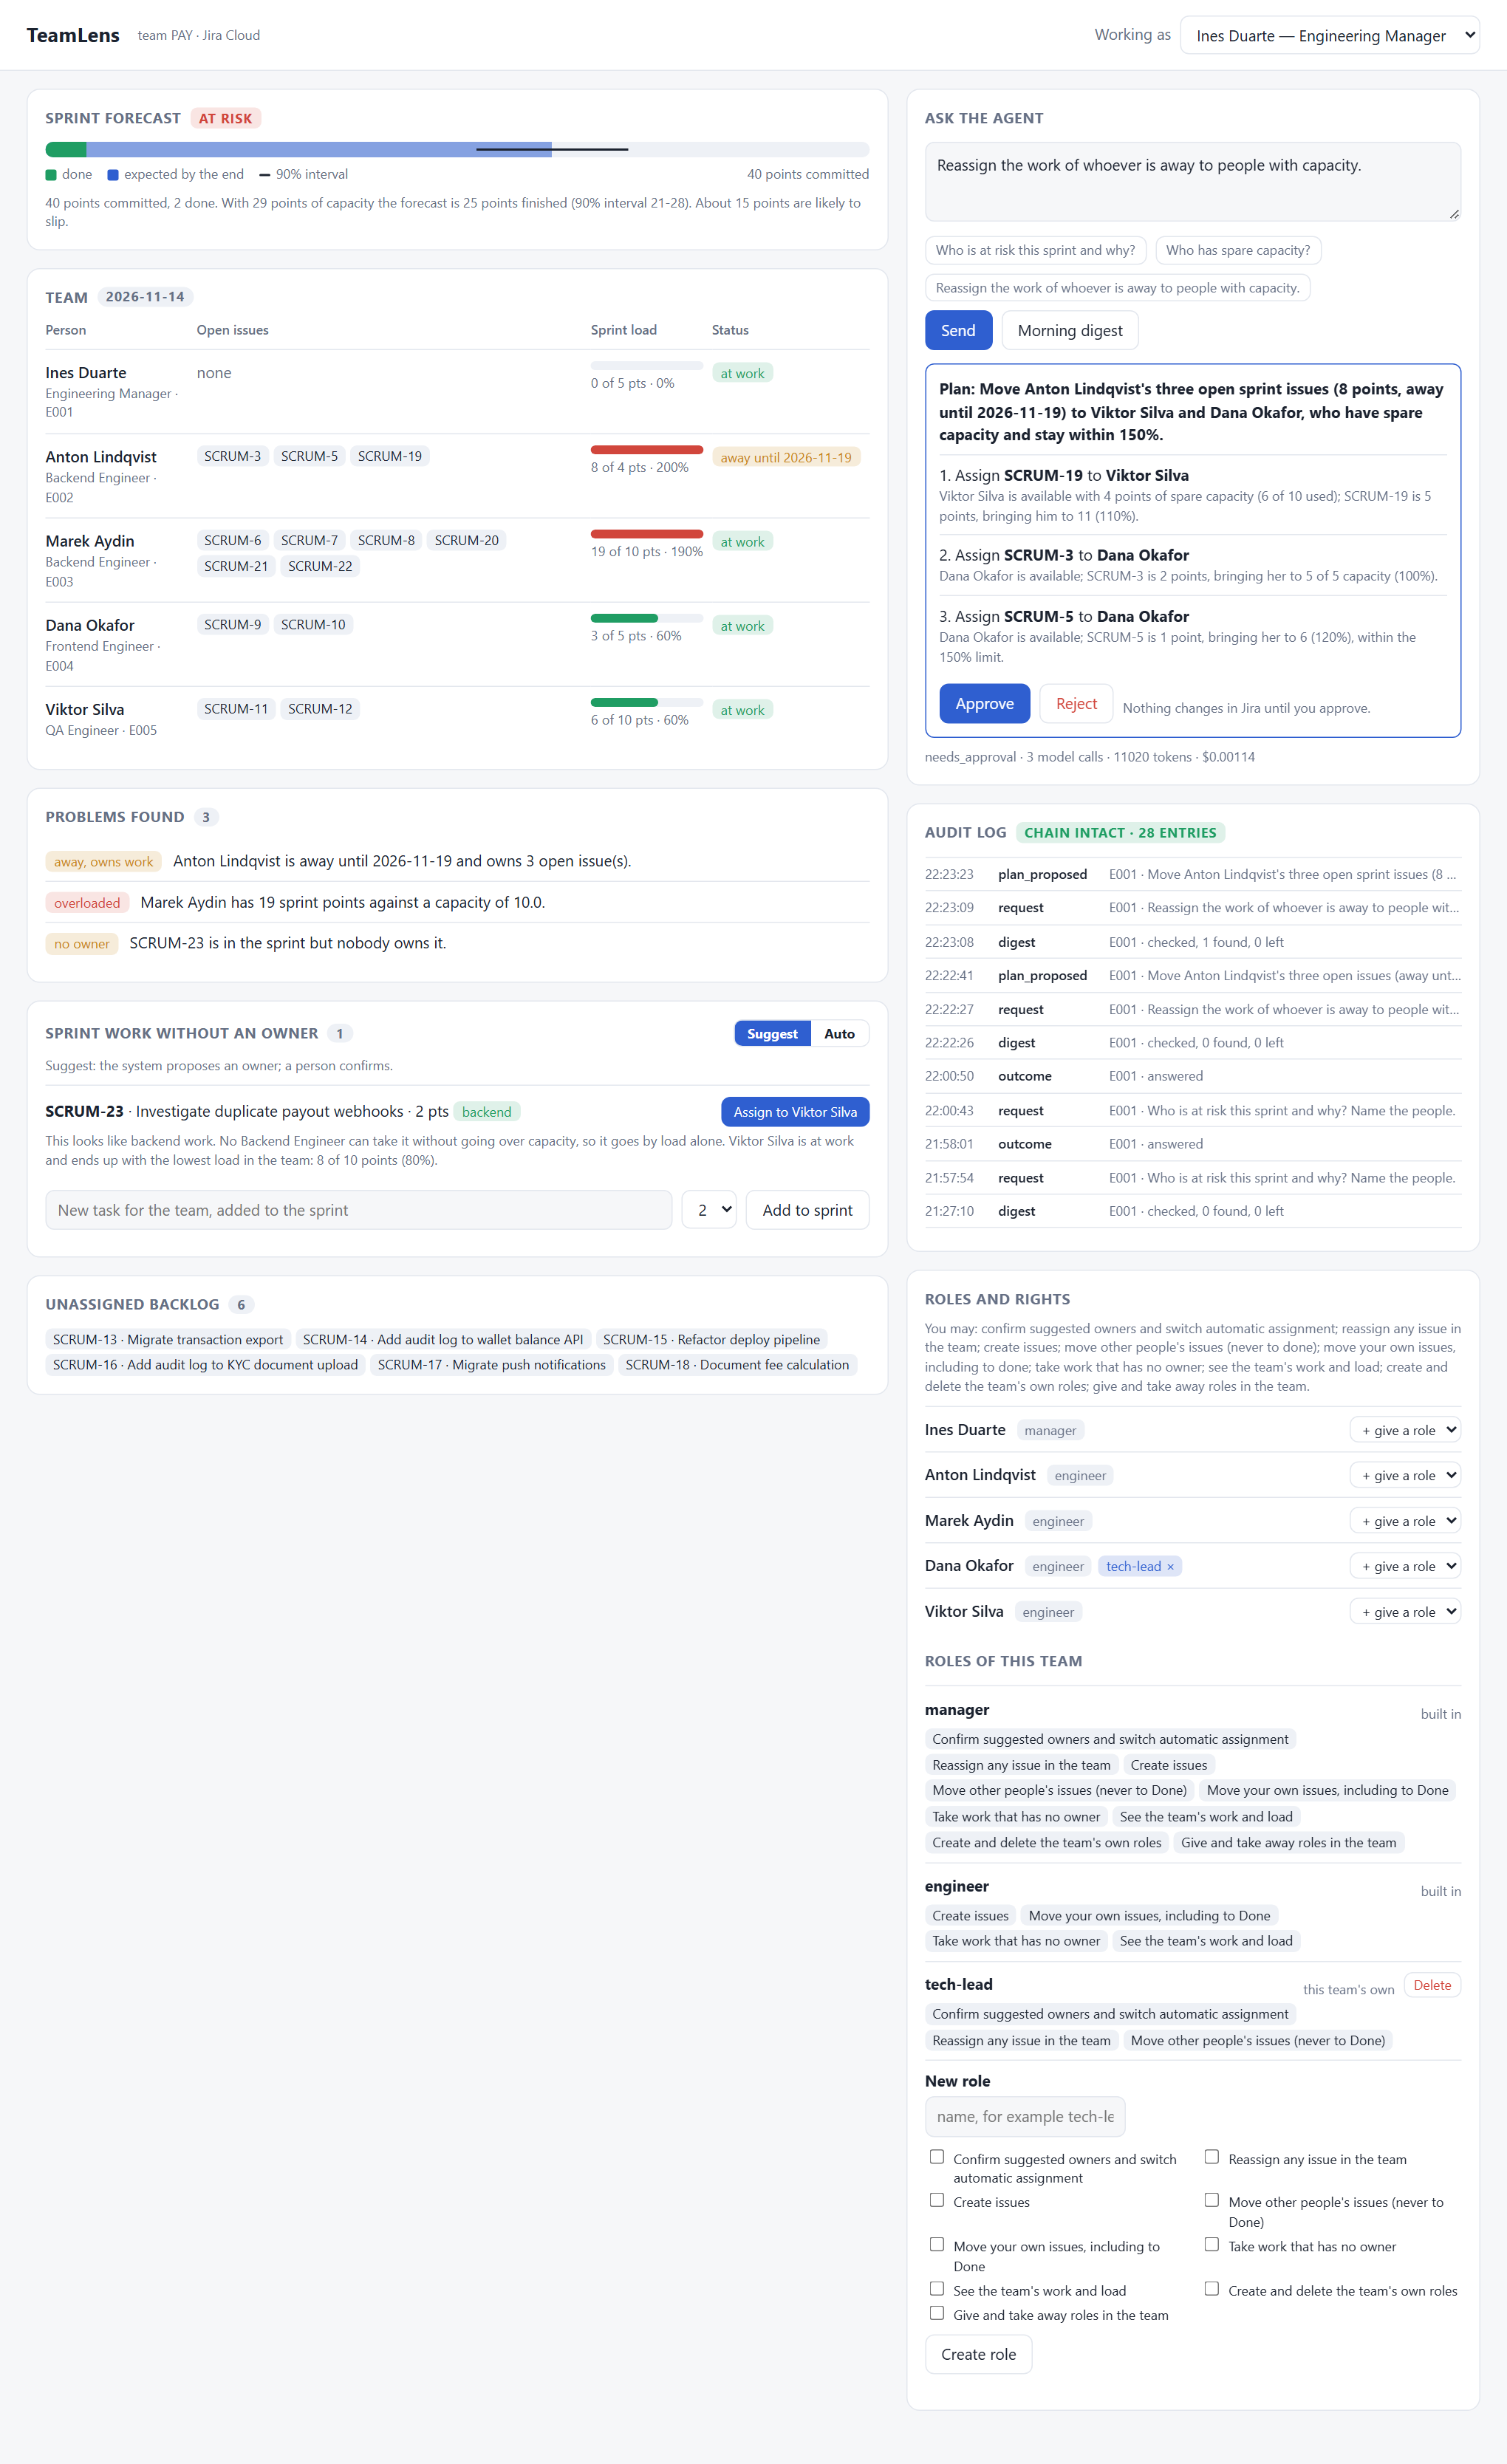 TeamLens team PAY · Jira Cloud
Working as Ines Duarte — Engineering Manager
SPRINT FORECAST AT RISK
done expected by the end 90% interval 40 points committed
40 points committed, 2 done. With 29 points of capacity the forecast is 25 points finished (90% interval 21-28). About 15 points are likely to
slip.
TEAM 2026-11-14
Person Open issues Sprint load Status
Ines Duarte none 0 of 5 pts · 0% at work
Engineering Manager ·
E001
Anton Lindqvist SCRUM-3 SCRUM-5 SCRUM-19 8 of 4 pts · 200% away until 2026-11-19
Backend Engineer ·
E002
Marek Aydin SCRUM-6 SCRUM-7 SCRUM-8 SCRUM-20 19 of 10 pts · 190% at work
Backend Engineer · SCRUM-21 SCRUM-22
E003
Dana Okafor SCRUM-9 SCRUM-10 3 of 5 pts · 60% at work
Frontend Engineer ·
E004
Viktor Silva SCRUM-11 SCRUM-12 6 of 10 pts · 60% at work
QA Engineer · E005
PROBLEMS FOUND 3
away, owns work Anton Lindqvist is away until 2026-11-19 and owns 3 open issue(s).
overloaded Marek Aydin has 19 sprint points against a capacity of 10.0.
no owner SCRUM-23 is in the sprint but nobody owns it.
SPRINT WORK WITHOUT AN OWNER 1 Suggest Auto
Suggest: the system proposes an owner; a person confirms.
SCRUM-23 · Investigate duplicate payout webhooks · 2 pts backend Assign to Viktor Silva
This looks like backend work. No Backend Engineer can take it without going over capacity, so it goes by load alone. Viktor Silva is at work
and ends up with the lowest load in the team: 8 of 10 points (80%).
New task for the team, added to the sprint 2 Add to sprint
UNASSIGNED BACKLOG 6
SCRUM-13 · Migrate transaction export SCRUM-14 · Add audit log to wallet balance API SCRUM-15 · Refactor deploy pipeline
SCRUM-16 · Add audit log to KYC document upload SCRUM-17 · Migrate push notifications SCRUM-18 · Document fee calculation
ASK THE AGENT
Reassign the work of whoever is away to people with capacity.
Who is at risk this sprint and why? Who has spare capacity?
Reassign the work of whoever is away to people with capacity.
Send Morning digest
Plan: Move Anton Lindqvist's three open sprint issues (8 points, away
until 2026-11-19) to Viktor Silva and Dana Okafor, who have spare
capacity and stay within 150%.
1. Assign SCRUM-19 to Viktor Silva
Viktor Silva is available with 4 points of spare capacity (6 of 10 used); SCRUM-19 is 5
points, bringing him to 11 (110%).
2. Assign SCRUM-3 to Dana Okafor
Dana Okafor is available; SCRUM-3 is 2 points, bringing her to 5 of 5 capacity (100%).
3. Assign SCRUM-5 to Dana Okafor
Dana Okafor is available; SCRUM-5 is 1 point, bringing her to 6 (120%), within the
150% limit.
Approve Reject Nothing changes in Jira until you approve.
needs_approval · 3 model calls · 11020 tokens · $0.00114
AUDIT LOG CHAIN INTACT · 28 ENTRIES
22:23:23 plan_proposed E001 · Move Anton Lindqvist's three open sprint issues (8 ...
22:23:09 request E001 · Reassign the work of whoever is away to people wit...
22:23:08 digest E001 · checked, 1 found, 0 left
22:22:41 plan_proposed E001 · Move Anton Lindqvist's three open issues (away unt...
22:22:27 request E001 · Reassign the work of whoever is away to people wit...
22:22:26 digest E001 · checked, 0 found, 0 left
22:00:50 outcome E001 · answered
22:00:43 request E001 · Who is at risk this sprint and why? Name the people.
21:58:01 outcome E001 · answered
21:57:54 request E001 · Who is at risk this sprint and why? Name the people.
21:27:10 digest E001 · checked, 0 found, 0 left
ROLES AND RIGHTS
You may: confirm suggested owners and switch automatic assignment; reassign any issue in
the team; create issues; move other people's issues (never to done); move your own issues,
including to done; take work that has no owner; see the team's work and load; create and
delete the team's own roles; give and take away roles in the team.
Ines Duarte manager + give a role
Anton Lindqvist engineer + give a role
Marek Aydin engineer + give a role
Dana Okafor engineer tech-lead × + give a role
Viktor Silva engineer + give a role
ROLES OF THIS TEAM
manager built in
Confirm suggested owners and switch automatic assignment
Reassign any issue in the team Create issues
Move other people's issues (never to Done) Move your own issues, including to Done
Take work that has no owner See the team's work and load
Create and delete the team's own roles Give and take away roles in the team
engineer built in
Create issues Move your own issues, including to Done
Take work that has no owner See the team's work and load
tech-lead this team's own Delete
Confirm suggested owners and switch automatic assignment
Reassign any issue in the team Move other people's issues (never to Done)
New role
name, for example tech-le
Confirm suggested owners and switch Reassign any issue in the team
automatic assignment
Create issues Move other people's issues (never to
Done)
Move your own issues, including to Take work that has no owner
Done
See the team's work and load Create and delete the team's own roles
Give and take away roles in the team
Create role